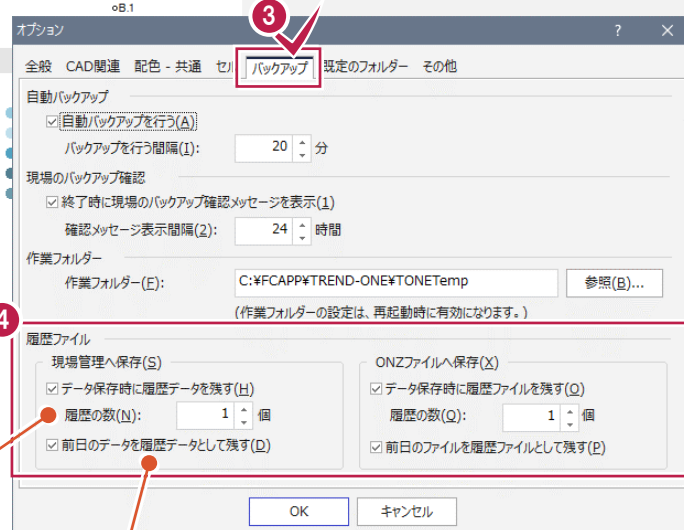 oB.1
3
オプション ? ×
全般 CAD関連 配色 - 共通 セル バックアップ 既定のフォルダー その他
自動バックアップ
自動バックアップを行う(A)
バックアップを行う間隔(I): 20 分
現場のバックアップ確認
終了時に現場のバックアップ確認メッセージを表示(1)
確認メッセージ表示間隔(2): 24 時間
作業フォルダー
作業フォルダー(F): C:¥FCAPP¥TREND-ONE¥TONETemp 参照(B)...
(作業フォルダーの設定は、再起動時に有効になります。)
4
履歴ファイル
現場管理へ保存(S) ONZファイルへ保存(X)
データ保存時に履歴データを残す(H) データ保存時に履歴ファイルを残す(O)
履歴の数(N): 1 個 履歴の数(Q): 1 個
前日のデータを履歴データとして残す(D) 前日のファイルを履歴ファイルとして残す(P)
OK キャンセル